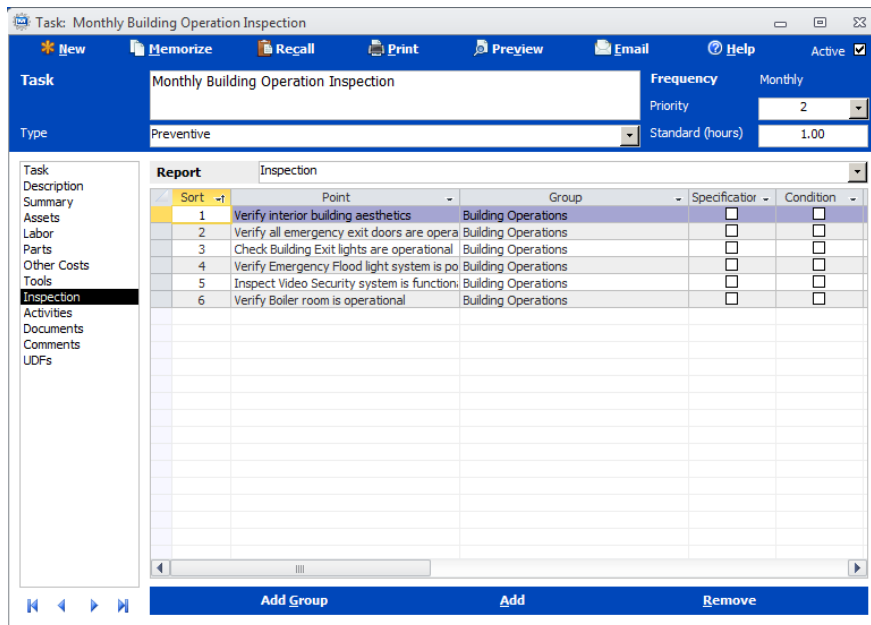 Task: Monthly Building Operation Inspection
New Memorize Recall Print Preview Email Help Active
Task Monthly Building Operation Inspection Frequency Monthly
Priority 2
Type Preventive Standard (hours) 1.00
Task
Description
Summary
Assets
Labor
Parts
Other Costs
Tools
Inspection
Activities
Documents
Comments
UDFs
Report Inspection
Sort Point Group Specification Condition
1 Verify interior building aesthetics Building Operations
2 Verify all emergency exit doors are opera Building Operations
3 Check Building Exit lights are operational Building Operations
4 Verify Emergency Flood light system is po Building Operations
5 Inspect Video Security system is function Building Operations
6 Verify Boiler room is operational Building Operations
Add Group Add Remove